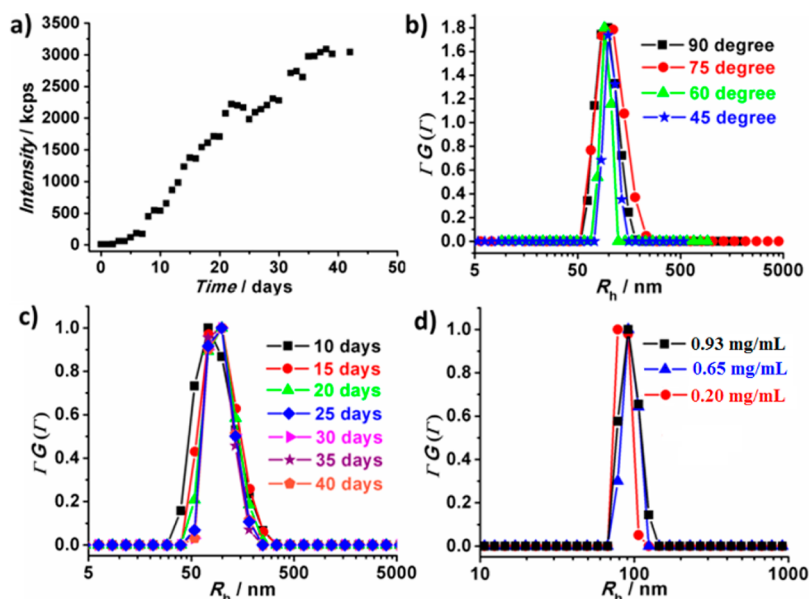 a)
3500
3000
2500
2000
1500
1000
500
0
Intensity / kcps
0 10 20 30 40 50
Time / days
b)
1.8
1.6
1.4
1.2
1.0
0.8
0.6
0.4
0.2
0.0
Γ G (Γ)
90 degree
75 degree
60 degree
45 degree
5 50 500 5000
Rh / nm
c)
1.0
0.8
0.6
0.4
0.2
0.0
Γ G (Γ)
10 days
15 days
20 days
25 days
30 days
35 days
40 days
5 50 500 5000
Rh / nm
d)
1.0
0.8
0.6
0.4
0.2
0.0
Γ G (Γ)
0.93 mg/mL
0.65 mg/mL
0.20 mg/mL
10 100 1000
Rh / nm